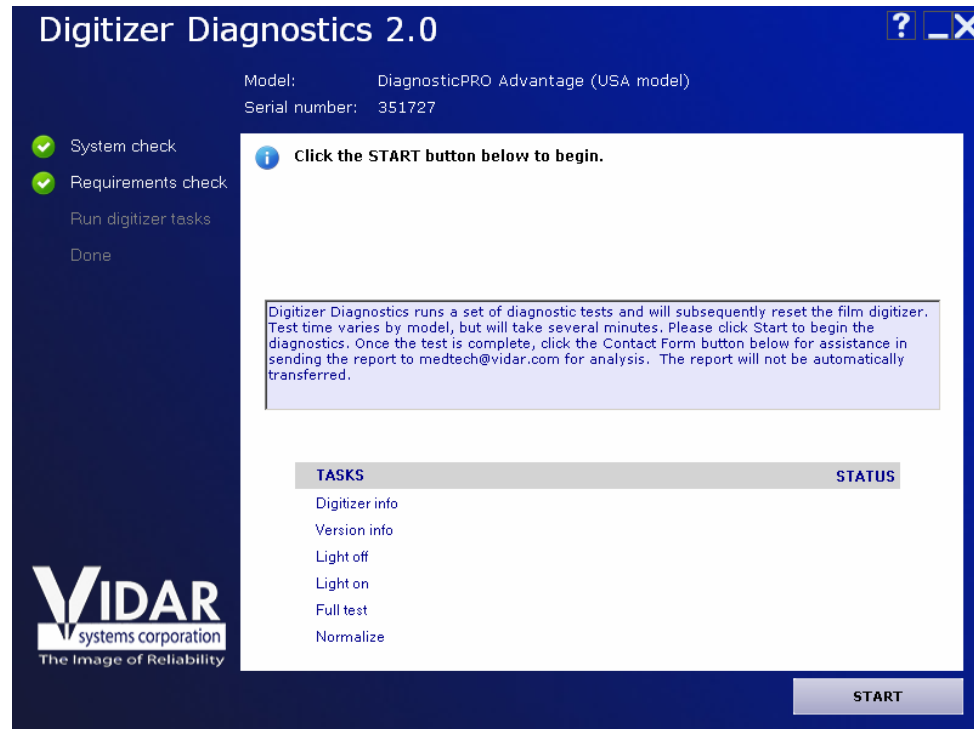 Digitizer Diagnostics 2.0
? _ X
Model: DiagnosticPRO Advantage (USA model)
Serial number: 351727
System check
Requirements check
Run digitizer tasks
Done
i Click the START button below to begin.
Digitizer Diagnostics runs a set of diagnostic tests and will subsequently reset the film digitizer.
Test time varies by model, but will take several minutes. Please click Start to begin the
diagnostics. Once the test is complete, click the Contact Form button below for assistance in
sending the report to medtech@vidar.com for analysis.  The report will not be automatically
transferred.
TASKS STATUS
Digitizer info
Version info
Light off
Light on
Full test
Normalize
VIDAR
systems corporation
The Image of Reliability
START